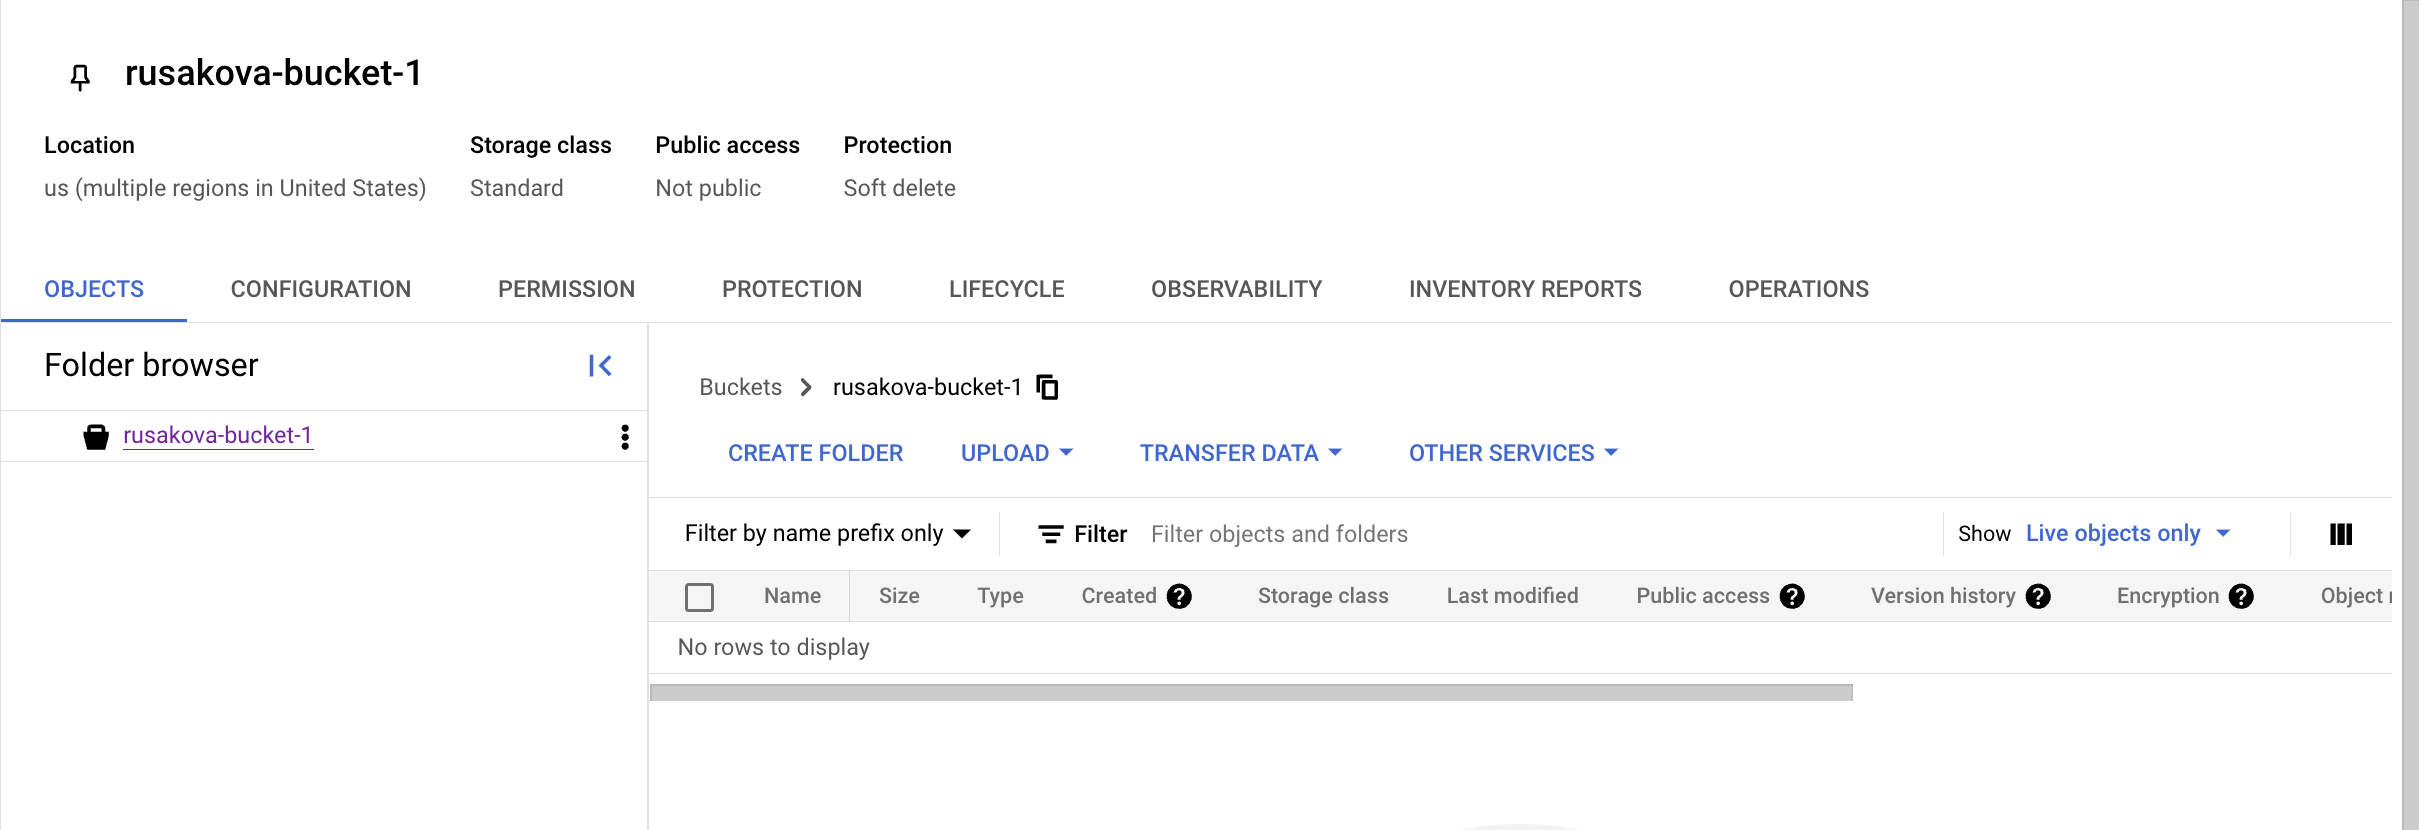 rusakova-bucket-1
Location Storage class Public access Protection
us (multiple regions in United States) Standard Not public Soft delete
OBJECTS CONFIGURATION PERMISSION PROTECTION LIFECYCLE OBSERVABILITY INVENTORY REPORTS OPERATIONS
Folder browser
rusakova-bucket-1
Buckets rusakova-bucket-1
CREATE FOLDER UPLOAD TRANSFER DATA OTHER SERVICES
Filter by name prefix only Filter Filter objects and folders Show Live objects only
Name Size Type Created Storage class Last modified Public access Version history Encryption Object
No rows to display